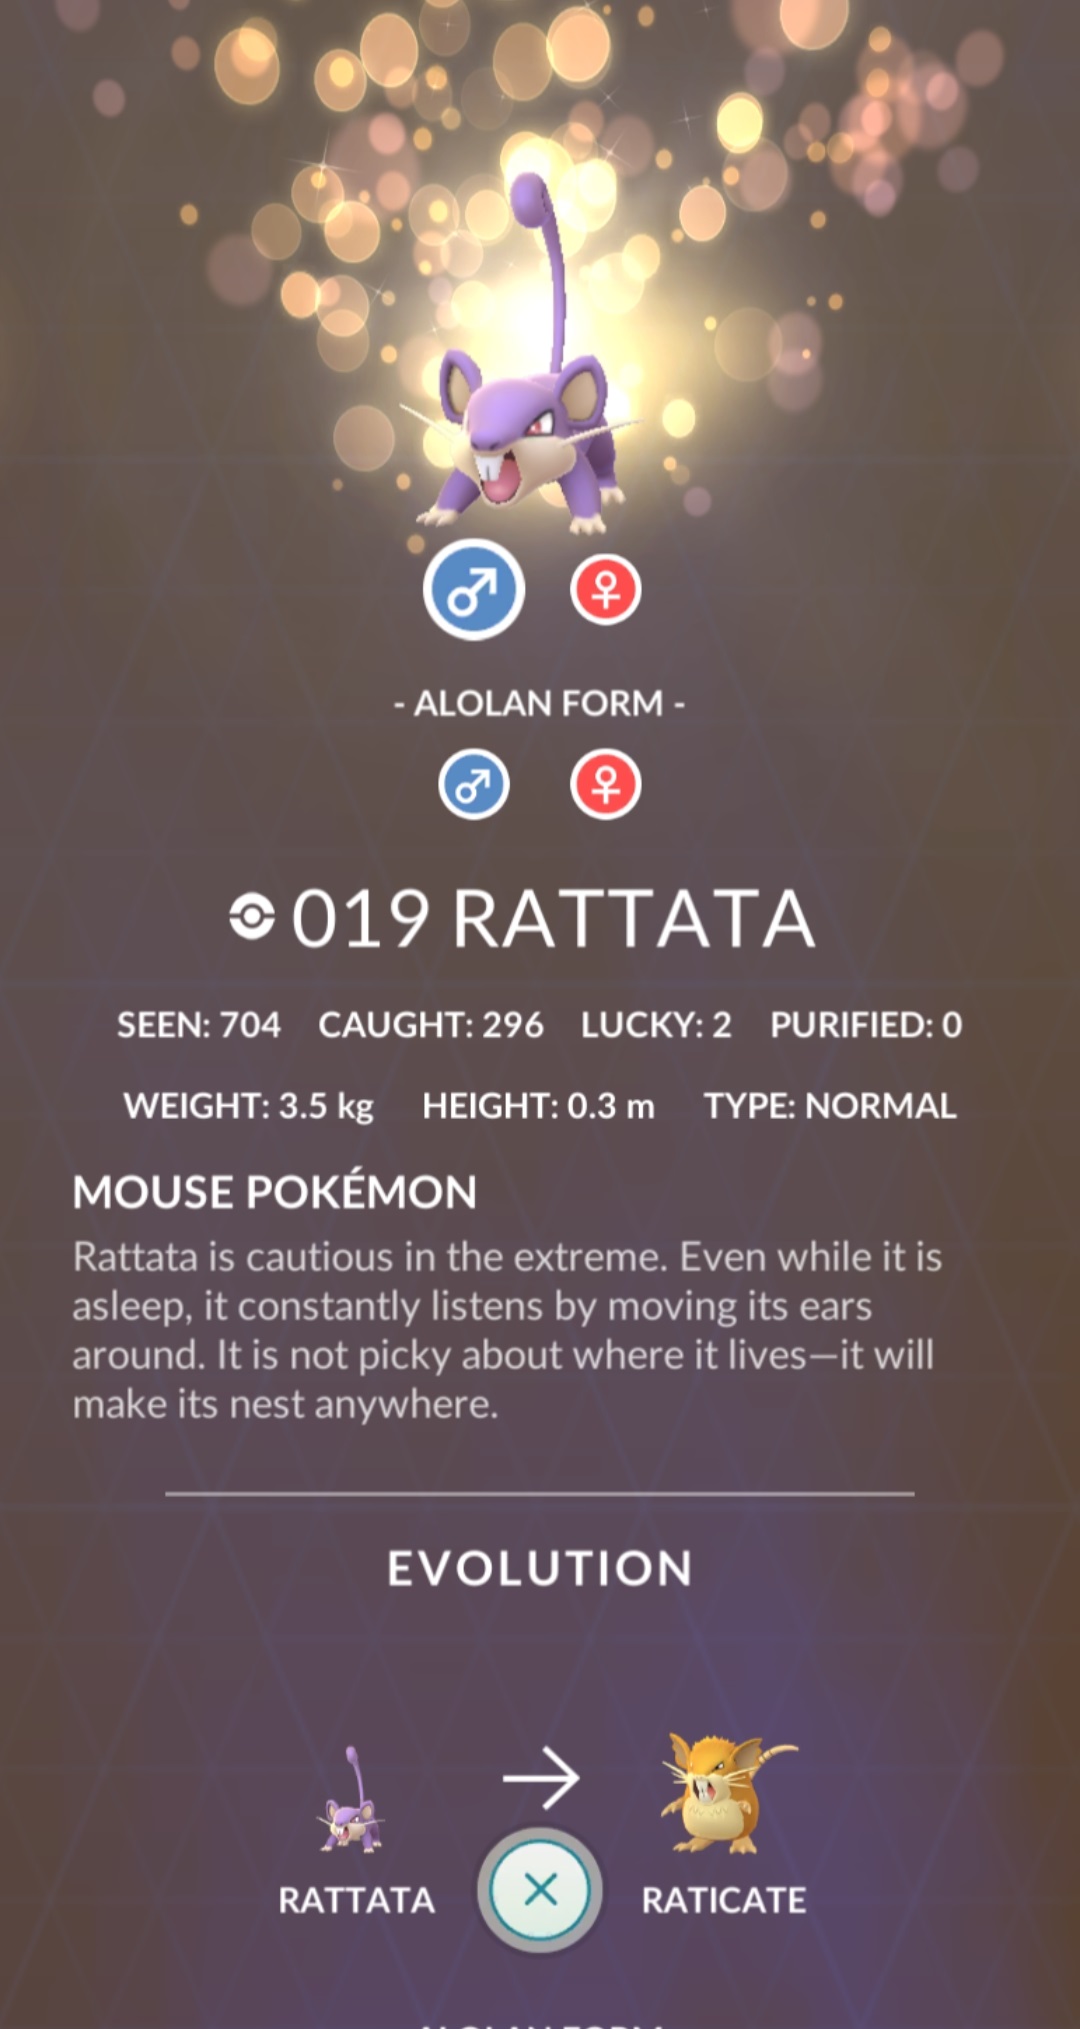 - ALOLAN FORM -
019 RATTATA
SEEN: 704 CAUGHT: 296 LUCKY: 2 PURIFIED: 0
WEIGHT: 3.5 kg HEIGHT: 0.3 m TYPE: NORMAL
MOUSE POKÉMON
Rattata is cautious in the extreme. Even while it is
asleep, it constantly listens by moving its ears
around. It is not picky about where it lives—it will
make its nest anywhere.
EVOLUTION
RATTATA RATICATE